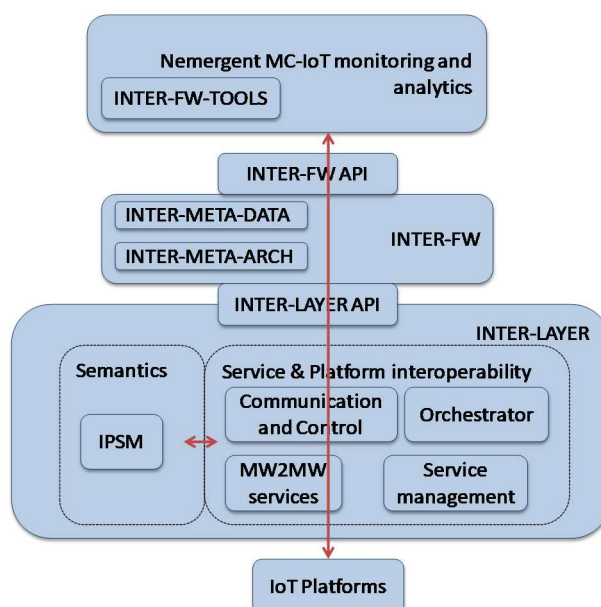 Nemergent MC-IoT monitoring and
analytics
INTER-FW-TOOLS
INTER-FW API
INTER-META-DATA
INTER-FW
INTER-META-ARCH
INTER-LAYER API
INTER-LAYER
Semantics
Service & Platform interoperability
Communication
and Control
Orchestrator
IPSM
MW2MW
services
Service
management
IoT Platforms